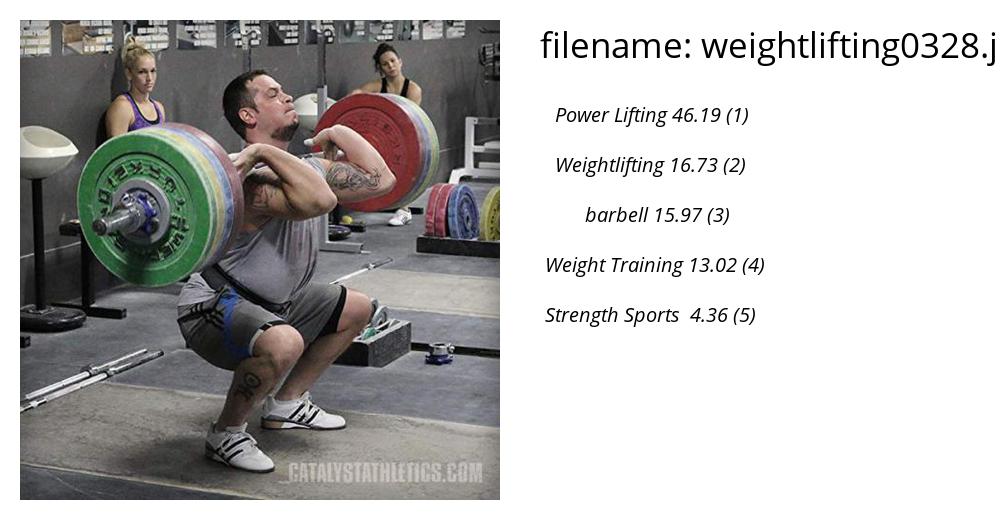 filename: weightlifting0328.j
Power Lifting 46.19 (1)
Weightlifting 16.73 (2)
barbell 15.97 (3)
Weight Training 13.02 (4)
Strength Sports 4.36 (5)
CATALYSTATHLETICS.COM